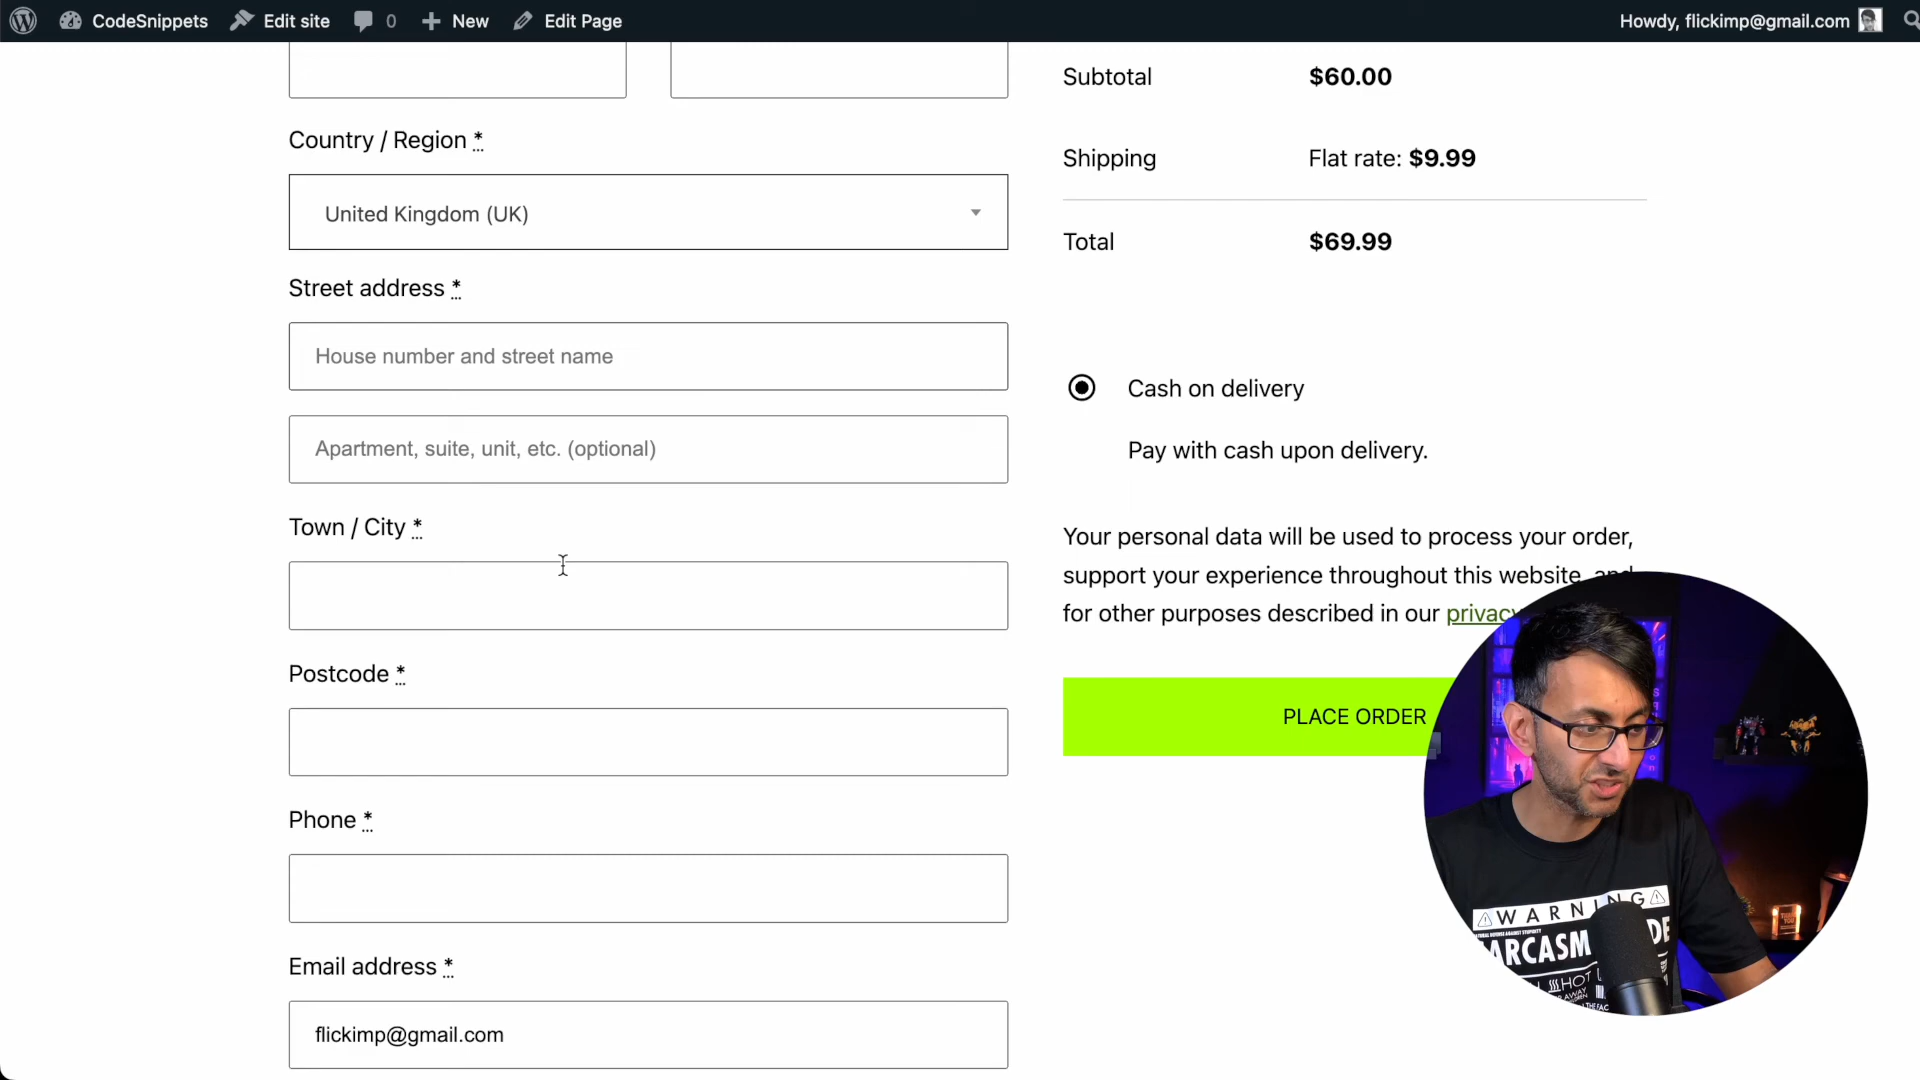 CodeSnippets Edit site 0 New Edit Page Howdy, flickimp@gmail.com
Country / Region *
United Kingdom (UK)
Street address *
House number and street name
Apartment, suite, unit, etc. (optional)
Town / City *
Postcode *
Phone *
Email address *
flickimp@gmail.com
Subtotal $60.00
Shipping Flat rate: $9.99
Total $69.99
Cash on delivery
Pay with cash upon delivery.
Your personal data will be used to process your order,
support your experience throughout this website, and
for other purposes described in our privacy
PLACE ORDER
WARNING
SARCASM
HOT